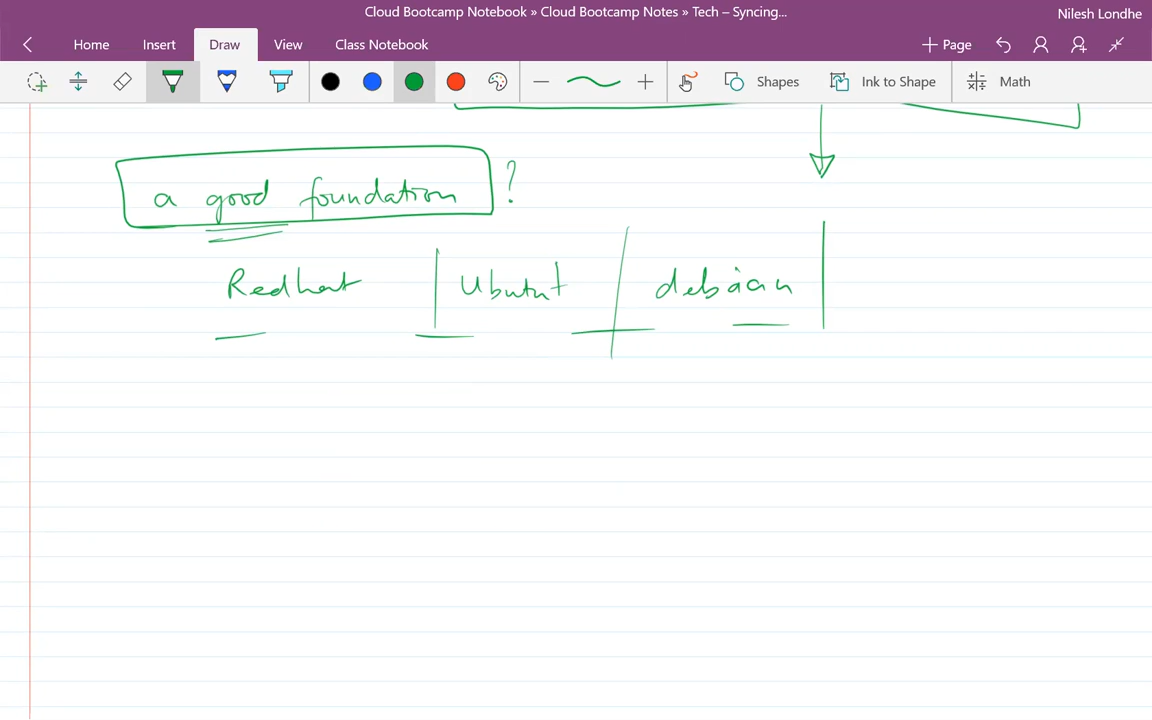 Cloud Bootcamp Notebook » Cloud Bootcamp Notes » Tech – Syncing...
Nilesh Londhe
Home Insert Draw View Class Notebook
Page
Shapes Ink to Shape Math
a good foundation ?
Redhat | Ubutnt | debian |